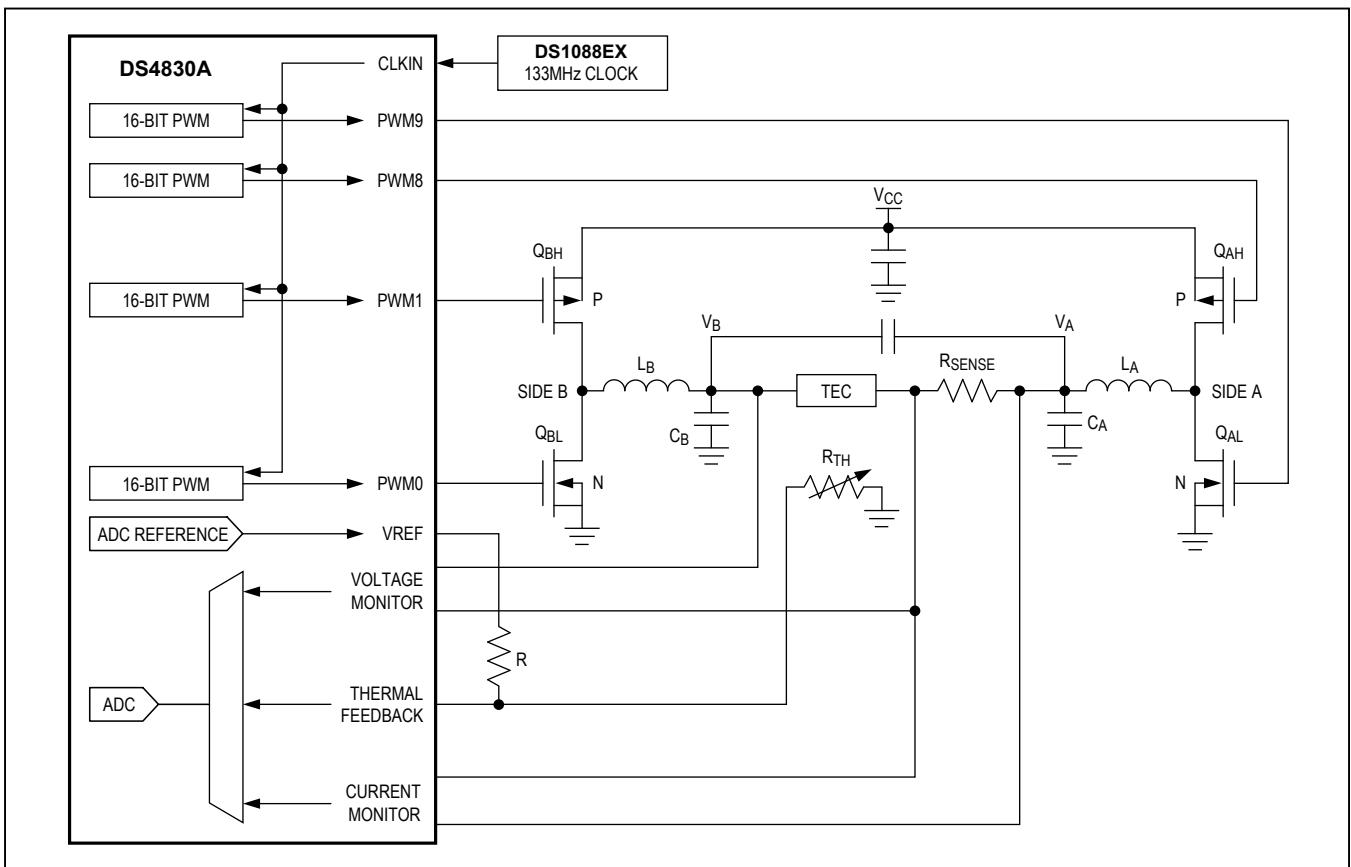 DS4830A
CLKIN
DS1088EX
133MHz CLOCK
16-BIT PWM
PWM9
16-BIT PWM
PWM8
VCC
QBH
QAH
16-BIT PWM
PWM1
P
P
VB
VA
LB
RSENSE
LA
SIDE B
TEC
SIDE A
CB
CA
QBL
QAL
RTH
16-BIT PWM
PWM0
N
N
ADC REFERENCE
VREF
VOLTAGE
MONITOR
R
ADC
THERMAL
FEEDBACK
CURRENT
MONITOR